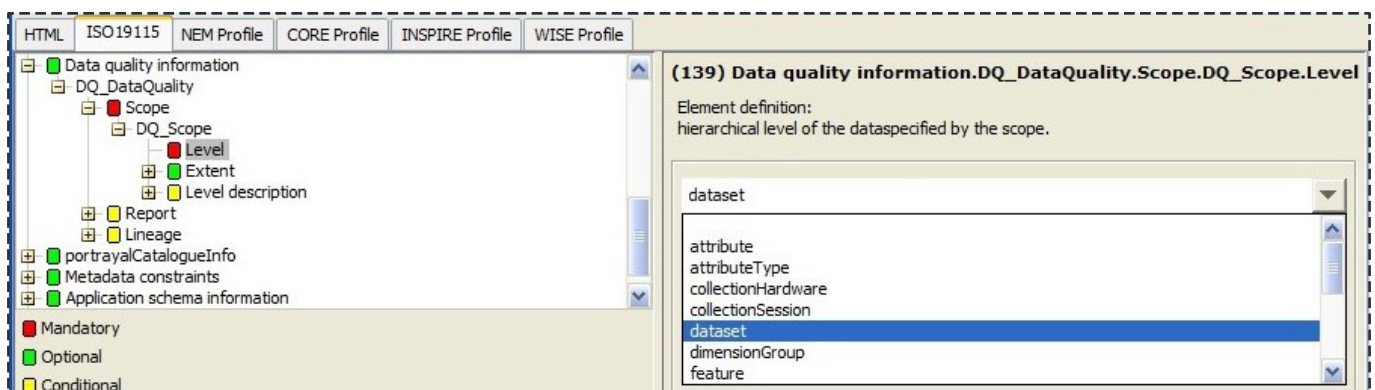 HTML ISO19115 NEM Profile CORE Profile INSPIRE Profile WISE Profile
Data quality information
DQ_DataQuality
Scope
DQ_Scope
Level
Extent
Level description
Report
Lineage
portrayalCatalogueInfo
Metadata constraints
Application schema information
Mandatory
Optional
Conditional
(139) Data quality information.DQ_DataQuality.Scope.DQ_Scope.Level
Element definition:
hierarchical level of the dataspecified by the scope.
dataset
attribute
attributeType
collectionHardware
collectionSession
dataset
dimensionGroup
feature